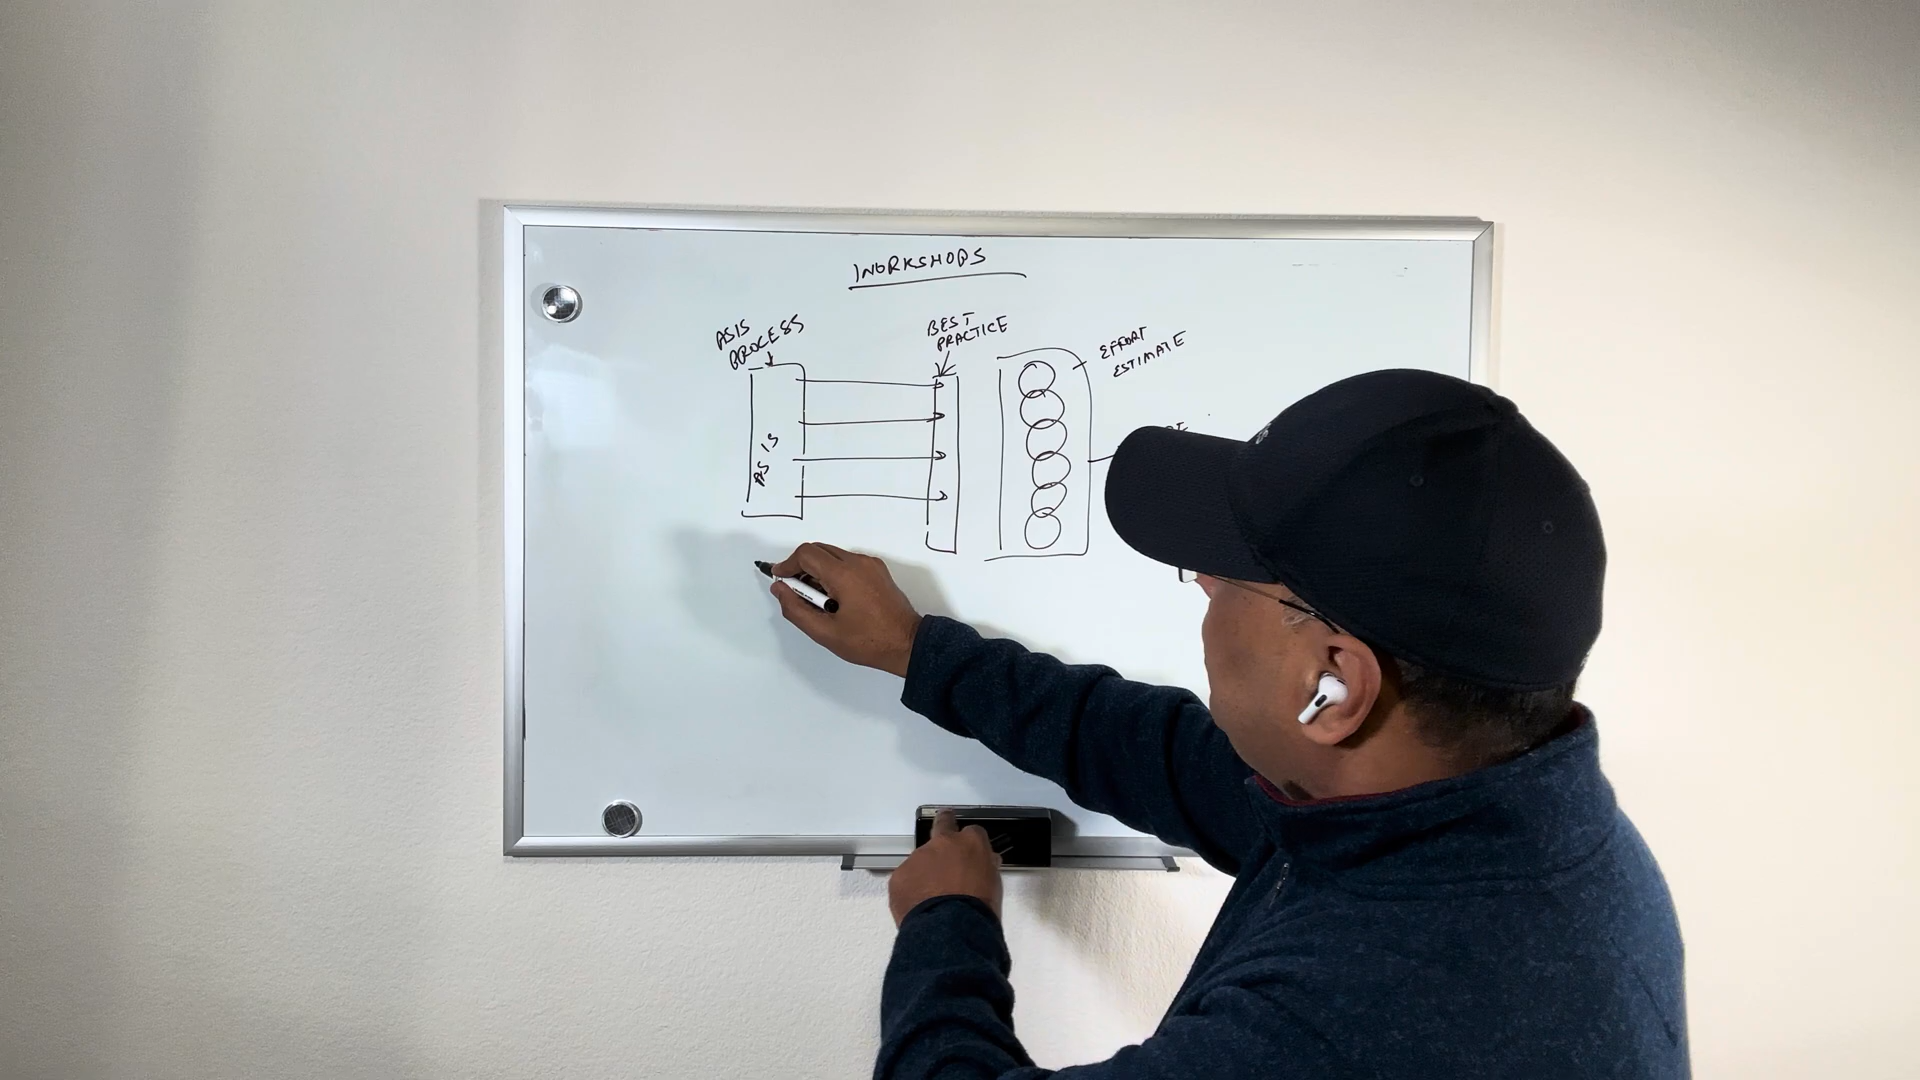 WORKSHOPS
ASIS
PROCESS
BEST
PRACTICE
EFFORT
ESTIMATE
AS IS